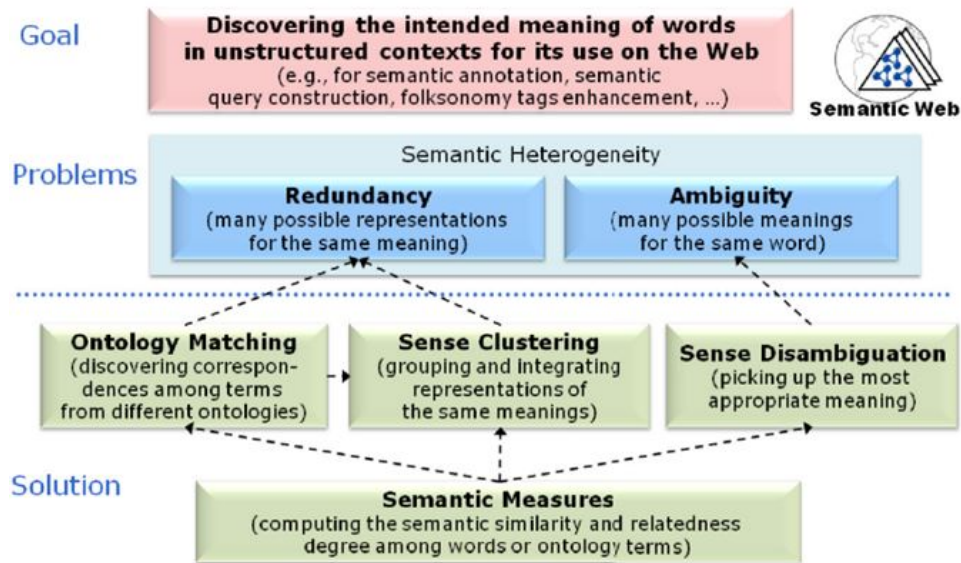 Goal
Discovering the intended meaning of words
in unstructured contexts for its use on the Web
(e.g., for semantic annotation, semantic
query construction, folksonomy tags enhancement, ...)
Semantic Web
Problems
Semantic Heterogeneity
Redundancy
(many possible representations
for the same meaning)
Ambiguity
(many possible meanings
for the same word)
Ontology Matching
(discovering correspon-
dences among terms
from different ontologies)
Sense Clustering
(grouping and integrating
representations of
the same meanings)
Sense Disambiguation
(picking up the most
appropriate meaning)
Solution
Semantic Measures
(computing the semantic similarity and relatedness
degree among words or ontology terms)